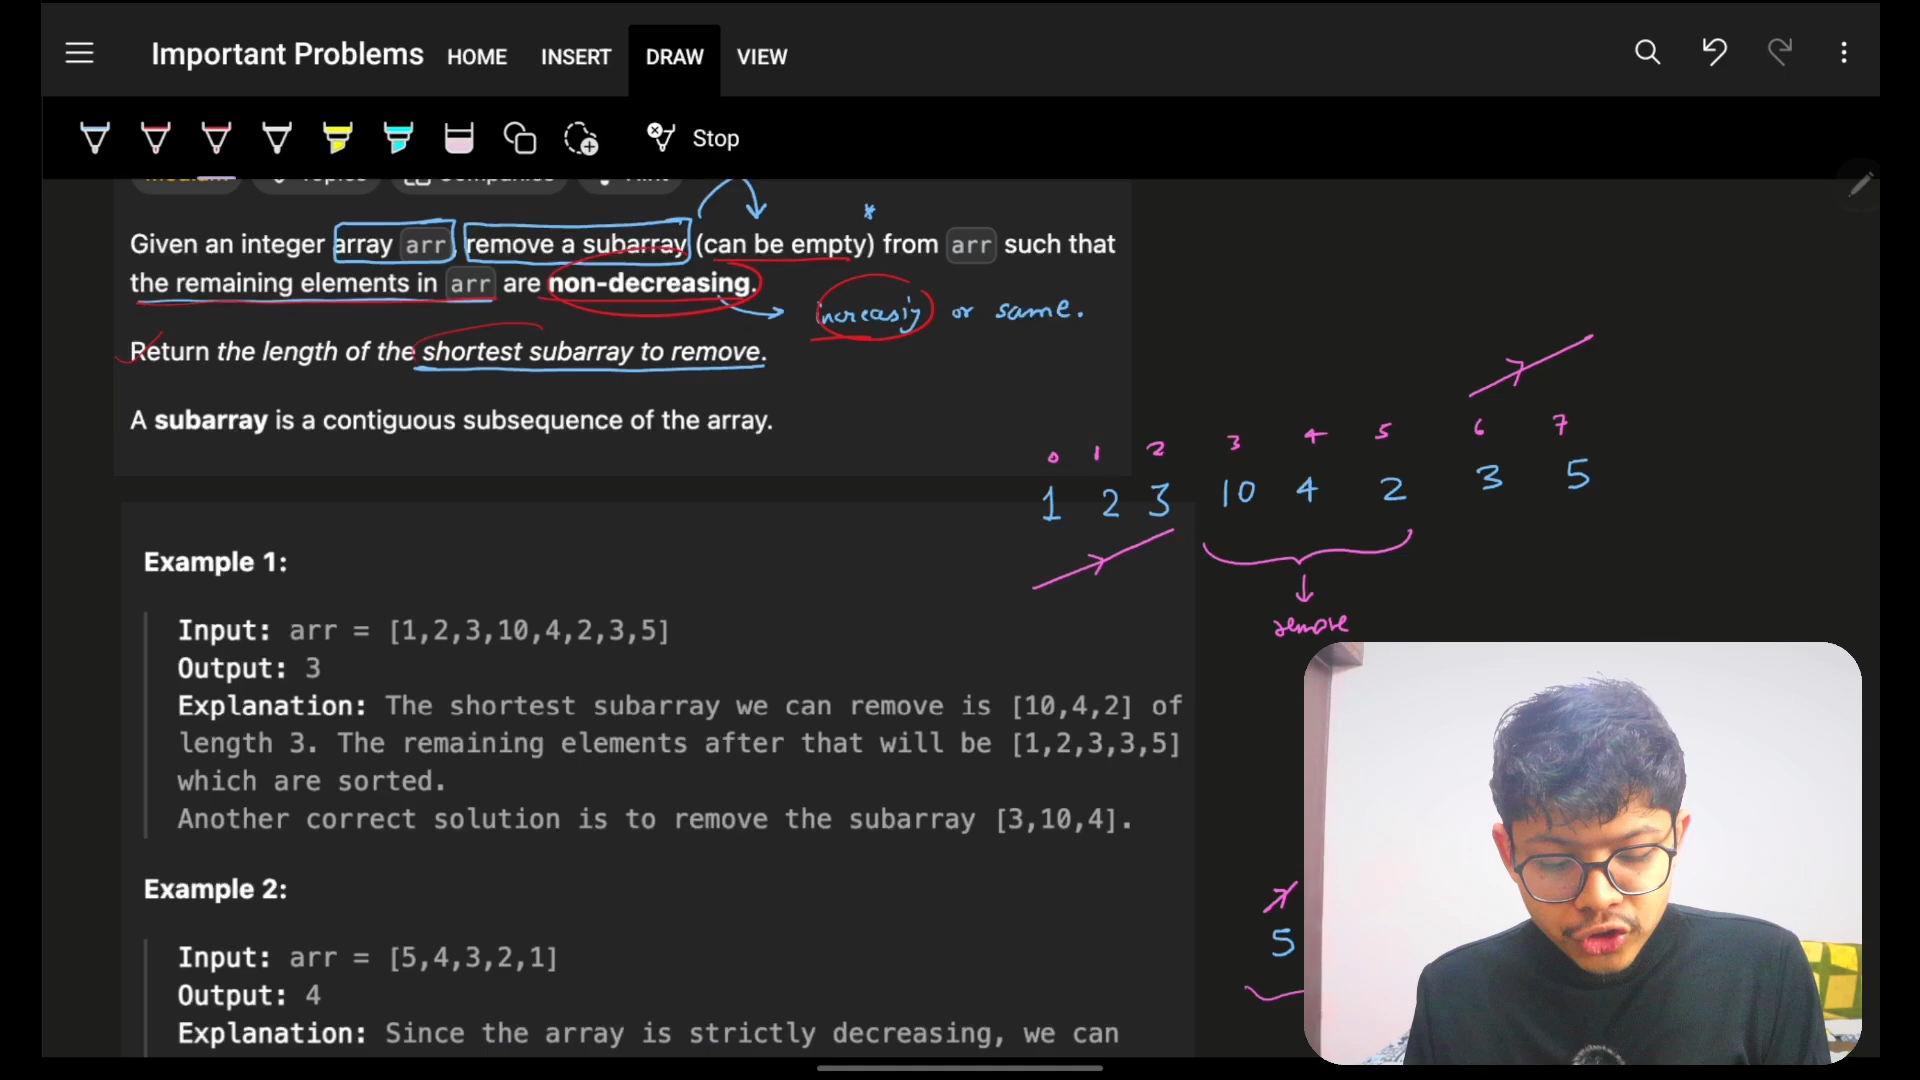 Important Problems HOME INSERT DRAW VIEW
Stop
*
Given an integer array arr, remove a subarray (can be empty) from arr such that
the remaining elements in arr are non-decreasing.
increasig or same.
Return the length of the shortest subarray to remove.
A subarray is a contiguous subsequence of the array.
0 1 2 3 4 5 6 7
1 2 3 10 4 2 3 5
remove
Example 1:
Input: arr = [1,2,3,10,4,2,3,5]
Output: 3
Explanation: The shortest subarray we can remove is [10,4,2] of
length 3. The remaining elements after that will be [1,2,3,3,5]
which are sorted.
Another correct solution is to remove the subarray [3,10,4].
Example 2:
5
Input: arr = [5,4,3,2,1]
Output: 4
Explanation: Since the array is strictly decreasing, we can